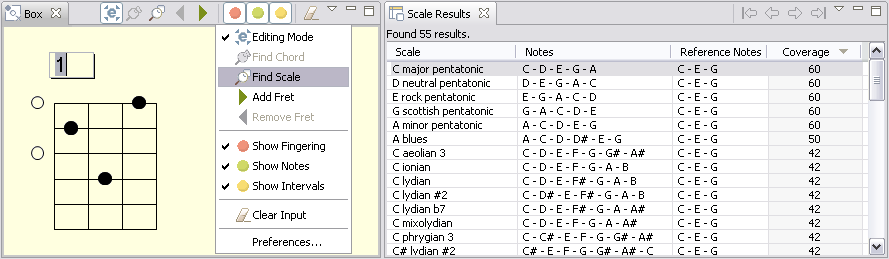 Box
1
Editing Mode
Find Chord
Find Scale
Add Fret
Remove Fret
Show Fingering
Show Notes
Show Intervals
Clear Input
Preferences...
Scale Results
Found 55 results.
Scale Notes Reference Notes Coverage
C major pentatonic C - D - E - G - A C - E - G 60
D neutral pentatonic D - E - G - A - C C - E - G 60
E rock pentatonic E - G - A - C - D C - E - G 60
G scottish pentatonic G - A - C - D - E C - E - G 60
A minor pentatonic A - C - D - E - G C - E - G 60
A blues A - C - D - D# - E - G C - E - G 50
C aeolian 3 C - D - E - F - G - G# - A# C - E - G 42
C ionian C - D - E - F - G - A - B C - E - G 42
C lydian C - D - E - F# - G - A - B C - E - G 42
C lydian #2 C - D# - E - F# - G - A - B C - E - G 42
C lydian b7 C - D - E - F# - G - A - A# C - E - G 42
C mixolydian C - D - E - F - G - A - A# C - E - G 42
C phrygian 3 C - C# - E - F - G - G# - A# C - E - G 42
C# lydian #2 C# - E - F - G - G# - A# - C C - E - G 42